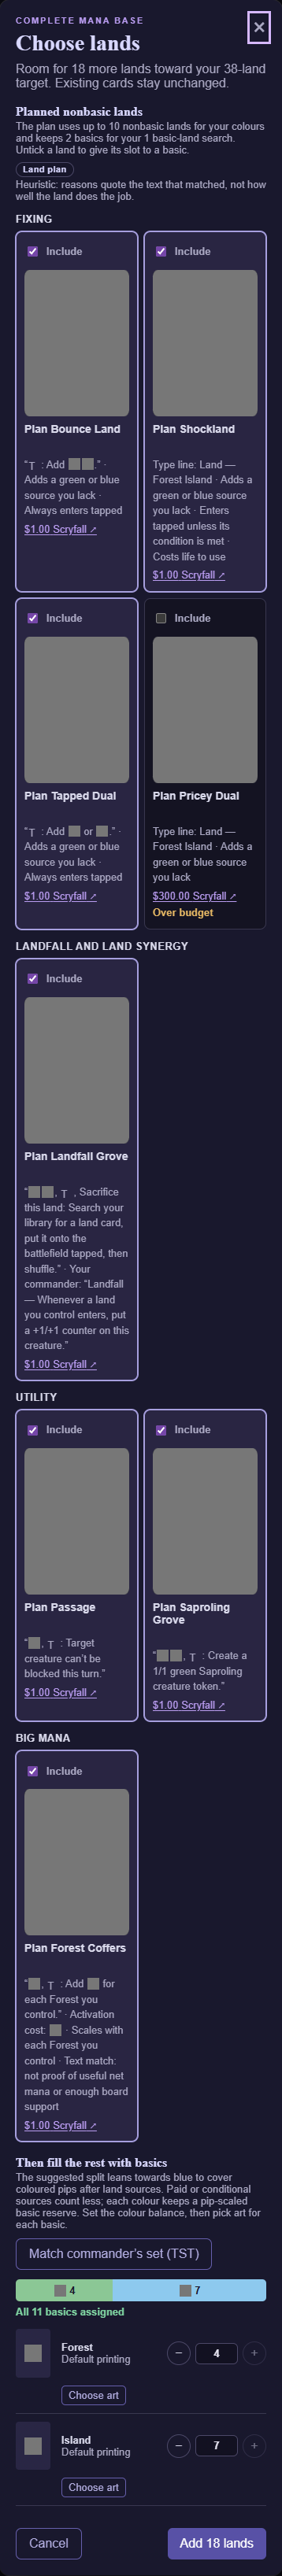 COMPLETE MANA BASE
Choose lands
×
Room for 18 more lands toward your 38-land
target. Existing cards stay unchanged.
Planned nonbasic lands
The plan uses up to 10 nonbasic lands for your colours
and keeps 2 basics for your 1 basic-land search.
Untick a land to give its slot to a basic.
Land plan
Heuristic: reasons quote the text that matched, not how
well the land does the job.
FIXING
Include
Plan Bounce Land
“T : Add .” ·
Adds a green or blue
source you lack ·
Always enters tapped
$1.00 Scryfall ↗
Include
Plan Shockland
Type line: Land —
Forest Island · Adds a
green or blue source
you lack · Enters
tapped unless its
condition is met ·
Costs life to use
$1.00 Scryfall ↗
Include
Plan Tapped Dual
“T : Add or .” ·
Adds a green or blue
source you lack ·
Always enters tapped
$1.00 Scryfall ↗
Include
Plan Pricey Dual
Type line: Land —
Forest Island · Adds a
green or blue source
you lack
$300.00 Scryfall ↗
Over budget
LANDFALL AND LAND SYNERGY
Include
Plan Landfall Grove
“ , T , Sacrifice
this land: Search your
library for a land card,
put it onto the
battlefield tapped, then
shuffle.” · Your
commander: “Landfall
— Whenever a land
you control enters, put
a +1/+1 counter on this
creature.”
$1.00 Scryfall ↗
UTILITY
Include
Plan Passage
“ , T : Target
creature can’t be
blocked this turn.”
$1.00 Scryfall ↗
Include
Plan Saproling
Grove
“ , T : Create a
1/1 green Saproling
creature token.”
$1.00 Scryfall ↗
BIG MANA
Include
Plan Forest Coffers
“ , T : Add for
each Forest you
control.” · Activation
cost: · Scales with
each Forest you
control · Text match:
not proof of useful net
mana or enough board
support
$1.00 Scryfall ↗
Then fill the rest with basics
The suggested split leans towards blue to cover
coloured pips after land sources. Paid or conditional
sources count less; each colour keeps a pip-scaled
basic reserve. Set the colour balance, then pick art for
each basic.
Match commander’s set (TST)
4
7
All 11 basics assigned
Forest
Default printing
− 4 +
Choose art
Island
Default printing
− 7 +
Choose art
Cancel
Add 18 lands